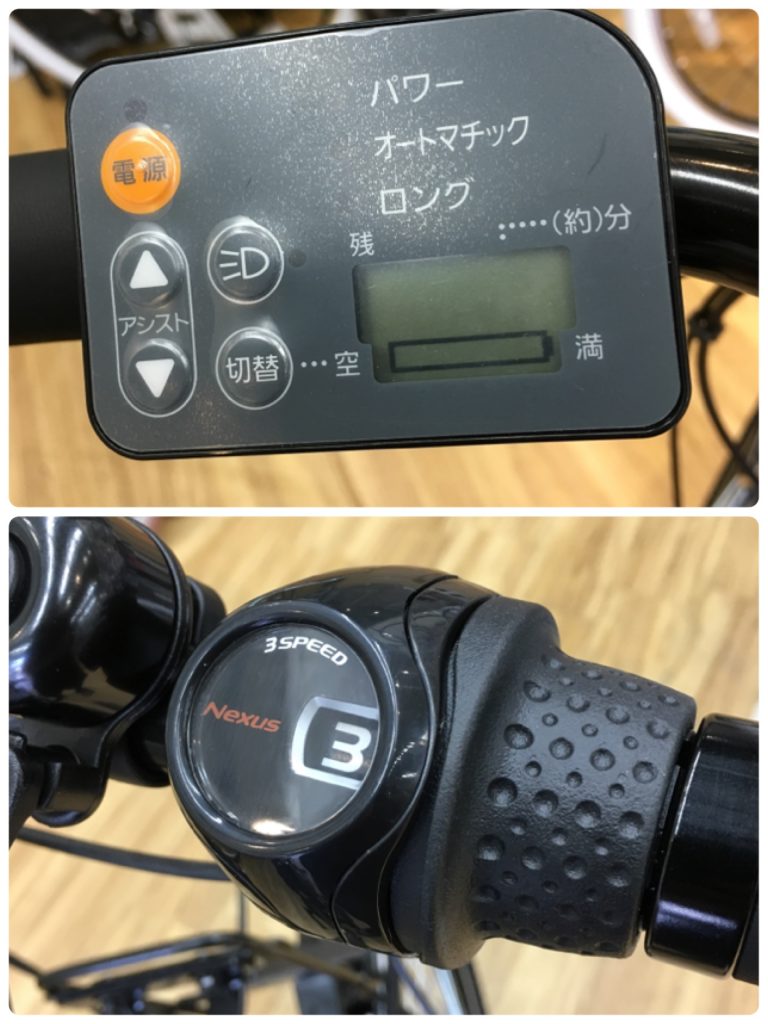 パワー
オートマチック
ロング
電源
アシスト
切替
残
(約)分
空
満
3SPEED
Nexus
3